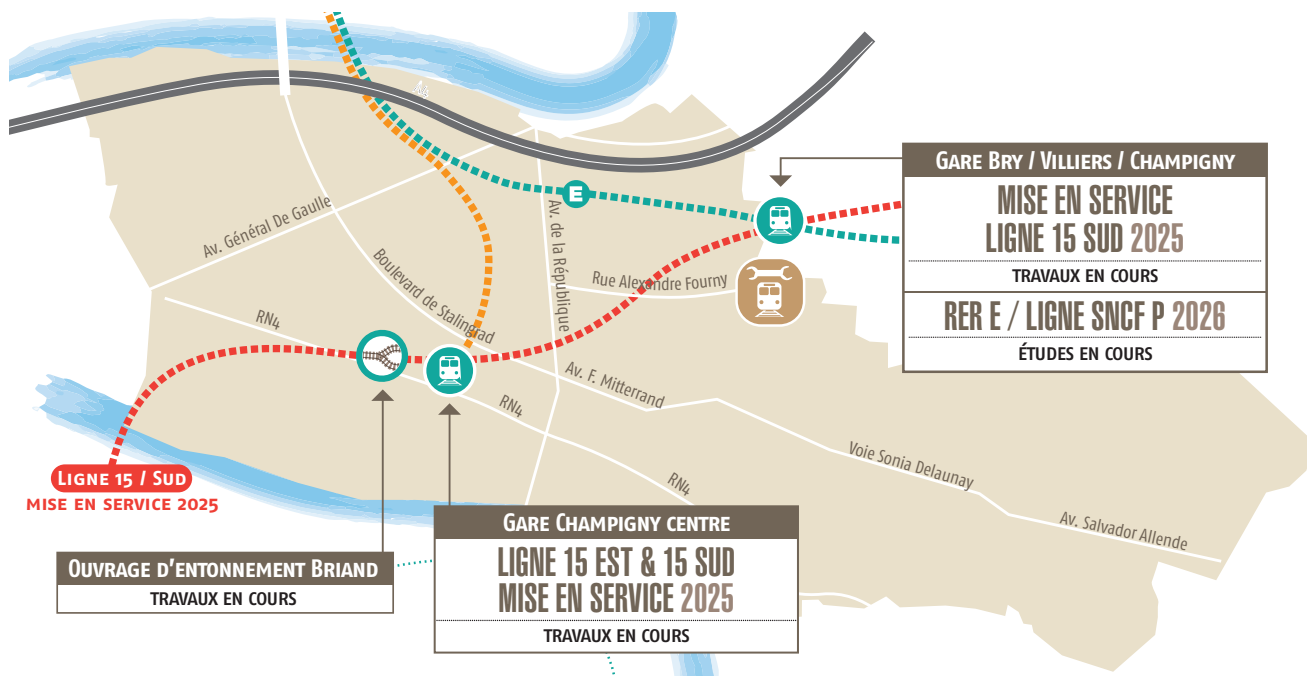 GARE BRY / VILLIERS / CHAMPIGNY
MISE EN SERVICE
LIGNE 15 SUD 2025
TRAVAUX EN COURS
RER E / LIGNE SNCF P 2026
ÉTUDES EN COURS
E
Av. Général De Gaulle
Av. de la République
Boulevard de Stalingrad
Rue Alexandre Fourny
RN4
Av. F. Mitterrand
RN4
Voie Sonia Delaunay
RN4
Av. Salvador Allende
LIGNE 15 / SUD
MISE EN SERVICE 2025
OUVRAGE D'ENTONNEMENT BRIAND
TRAVAUX EN COURS
GARE CHAMPIGNY CENTRE
LIGNE 15 EST & 15 SUD
MISE EN SERVICE 2025
TRAVAUX EN COURS